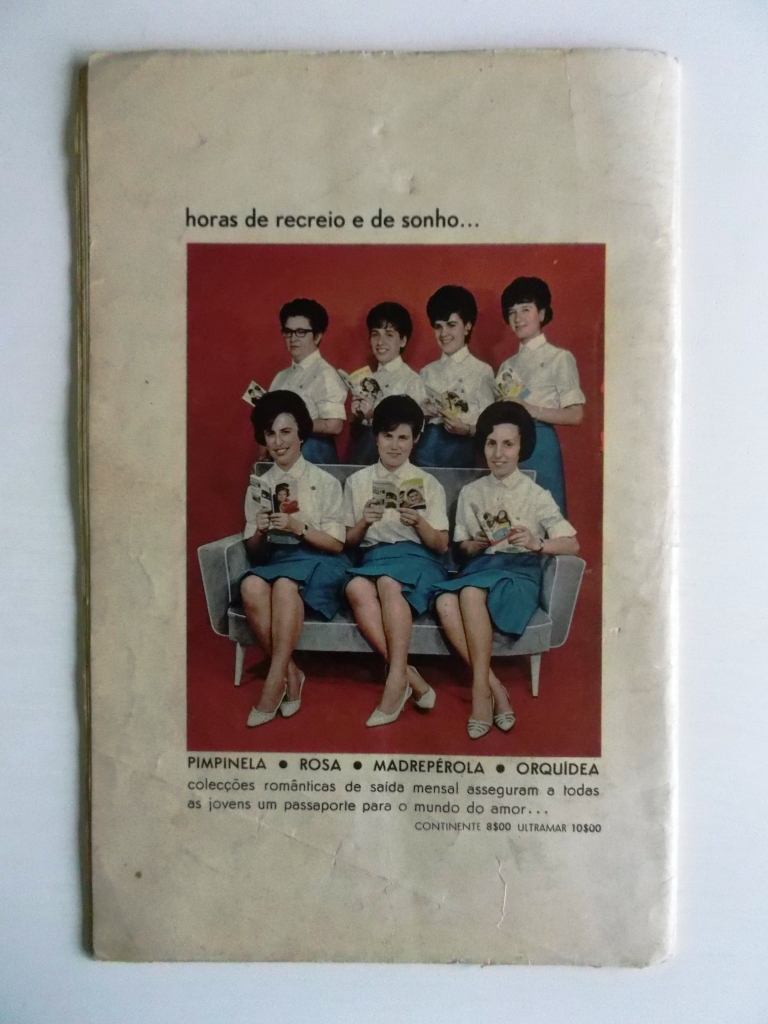 horas de recreio e de sonho...
PIMPINELA • ROSA • MADREPÉROLA • ORQUÍDEA
colecções românticas de saída mensal asseguram a todas
as jovens um passaporte para o mundo do amor...
CONTINENTE 8$00 ULTRAMAR 10$00